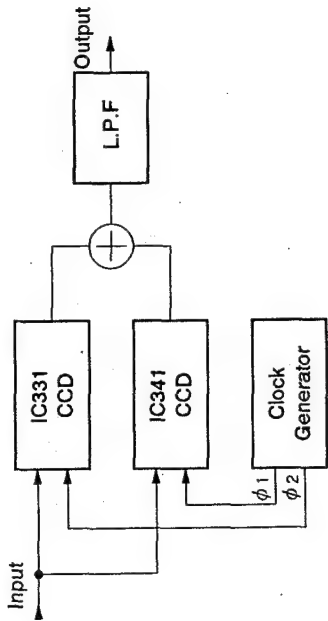 Input
IC331
CCD
IC341
CCD
Clock
Generator
φ1
φ2
L.P.F
Output